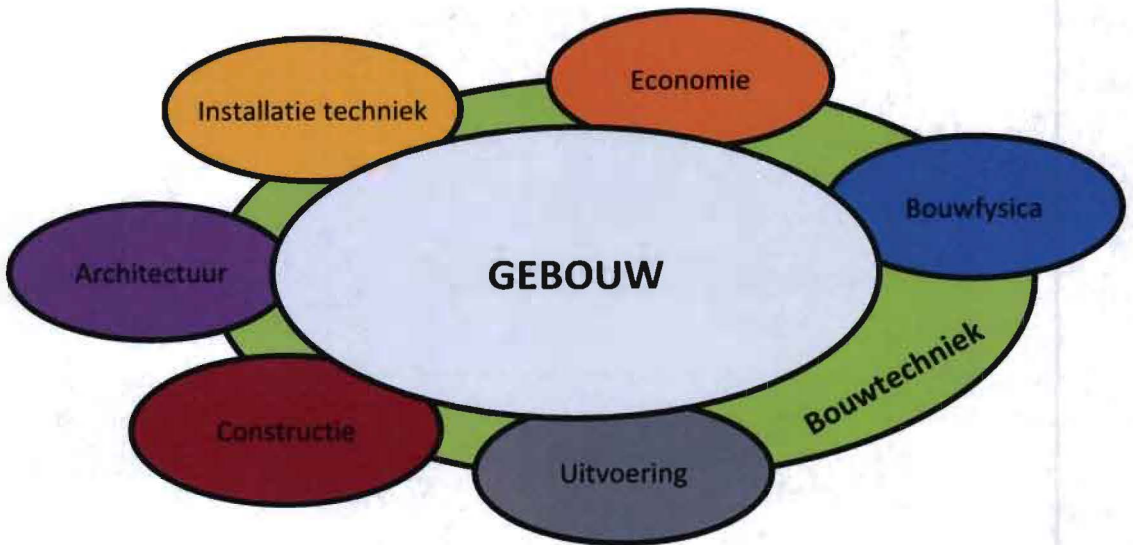 Economie
Installatie techniek
Bouwfysica
Architectuur
GEBOUW
Bouwtechniek
Constructie
Uitvoering